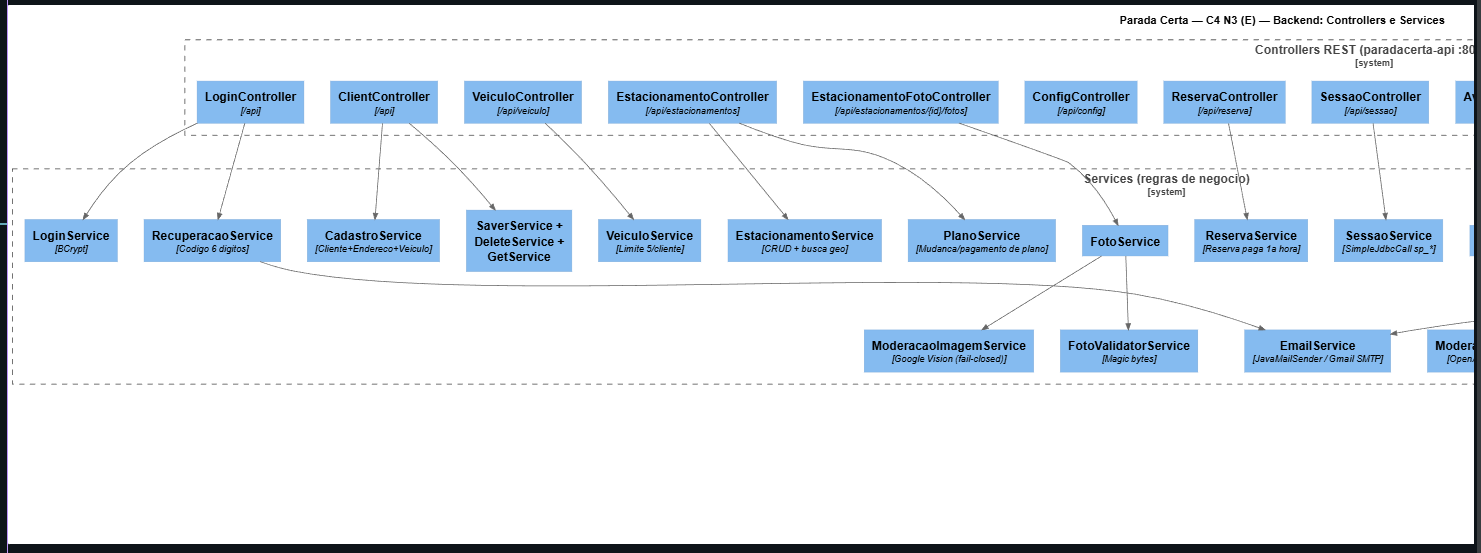 Parada Certa — C4 N3 (E) — Backend: Controllers e Services
Controllers REST (paradacerta-api :80
[system]
LoginController
[/api]
ClientController
[/api]
VeiculoController
[/api/veiculo]
EstacionamentoController
[/api/estacionamentos]
EstacionamentoFotoController
[/api/estacionamentos/{id}/fotos]
ConfigController
[/api/config]
ReservaController
[/api/reserva]
SessaoController
[/api/sessao]
Services (regras de negocio)
[system]
LoginService
[BCrypt]
RecuperacaoService
[Codigo 6 digitos]
CadastroService
[Cliente+Endereco+Veiculo]
SaverService +
DeleteService +
GetService
VeiculoService
[Limite 5/cliente]
EstacionamentoService
[CRUD + busca geo]
PlanoService
[Mudanca/pagamento de plano]
FotoService
ReservaService
[Reserva paga 1a hora]
SessaoService
[SimpleJdbcCall sp_*]
ModeracaoImagemService
[Google Vision (fail-closed)]
FotoValidatorService
[Magic bytes]
EmailService
[JavaMailSender / Gmail SMTP]
Modera
[OpenA